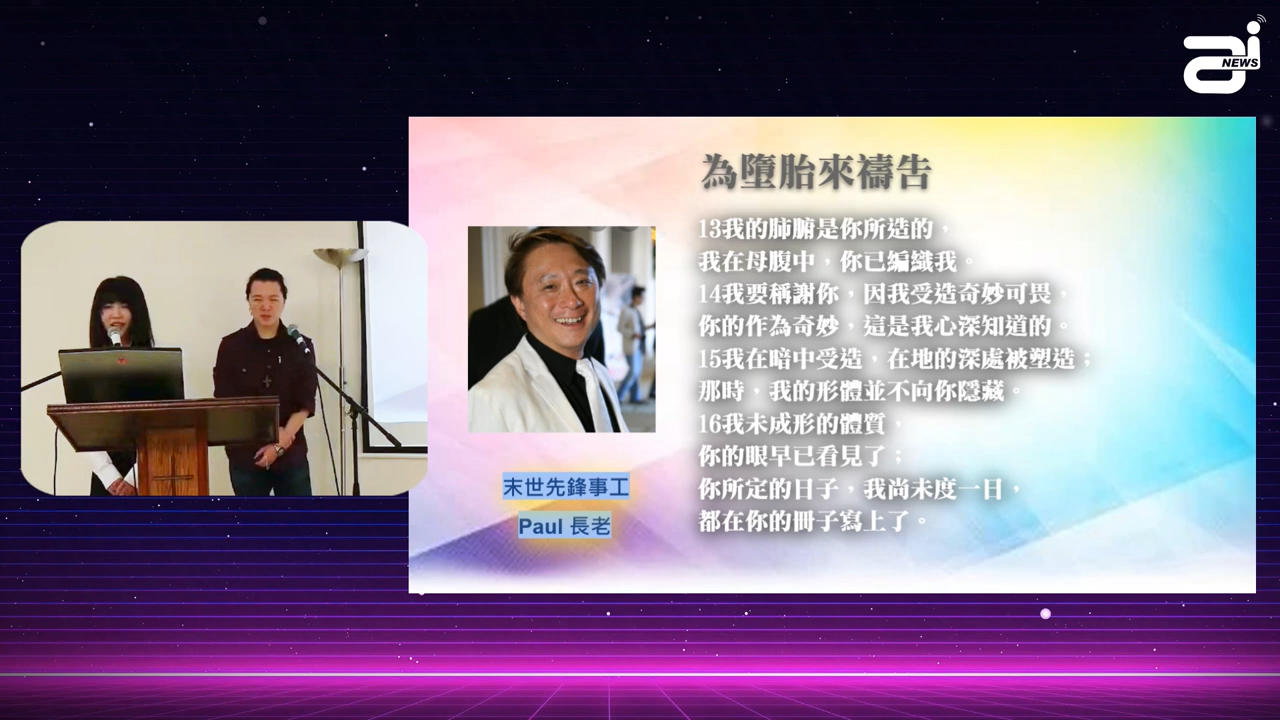 ai
NEWS
為墮胎來禱告
13我的肺腑是你所造的，
我在母腹中，你已編織我。
14我要稱謝你，因我受造奇妙可畏，
你的作為奇妙，這是我心深知道的。
15我在暗中受造，在地的深處被塑造；
那時，我的形體並不向你隱藏。
16我未成形的體質，
你的眼早已看見了；
你所定的日子，我尚未度一日，
都在你的冊子寫上了。
末世先鋒事工
Paul 長老